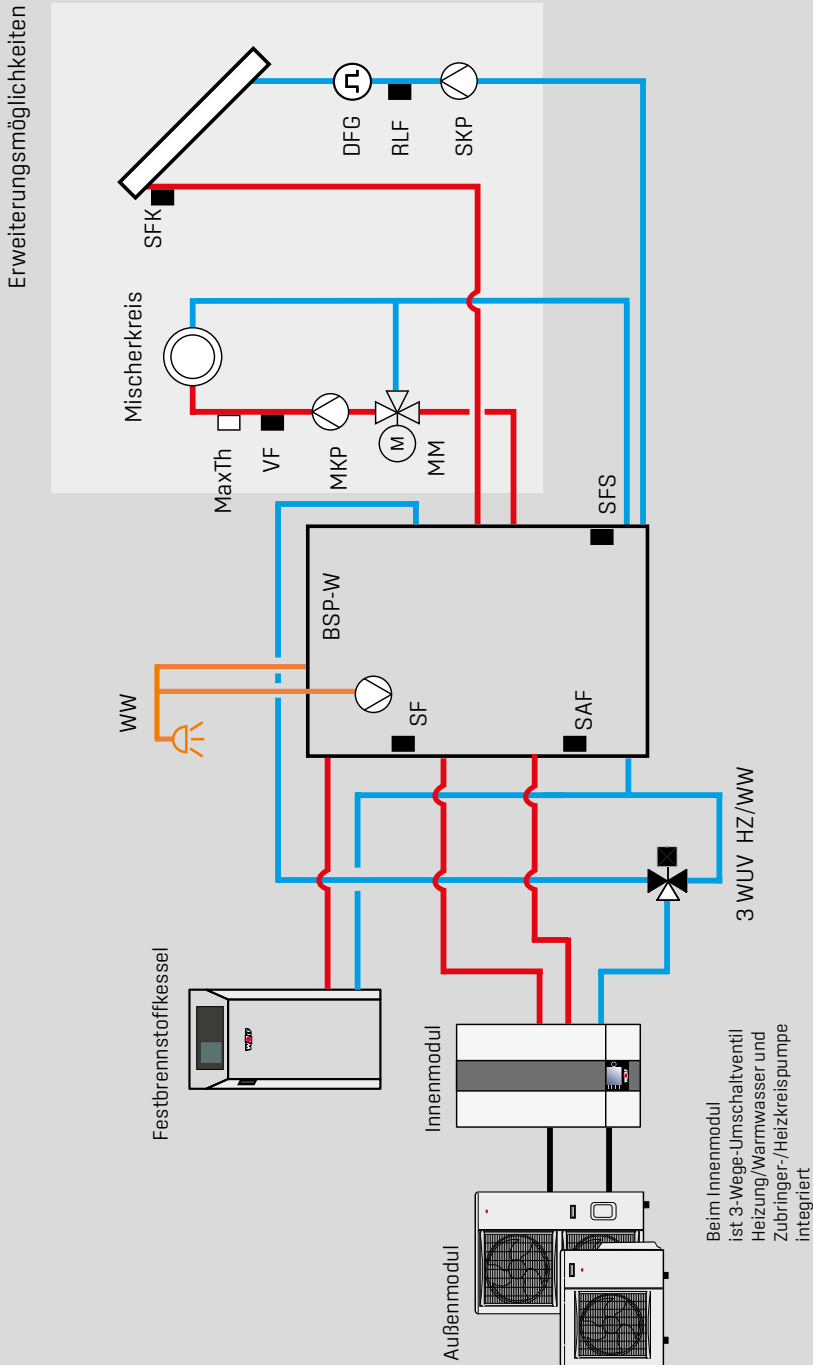 Erweiterungsmöglichkeiten
SFK
DFG
RLF
SKP
Mischerkreis
MaxTh
VF
MKP
M
MM
WW
BSP-W
SF
SAF
SFS
3 WUV HZ/WW
Festbrennstoffkessel
Innenmodul
Außenmodul
Beim Innenmodul
ist 3-Wege-Umschaltventil
Heizung/Warmwasser und
Zubringer-/Heizkreispumpe
integriert